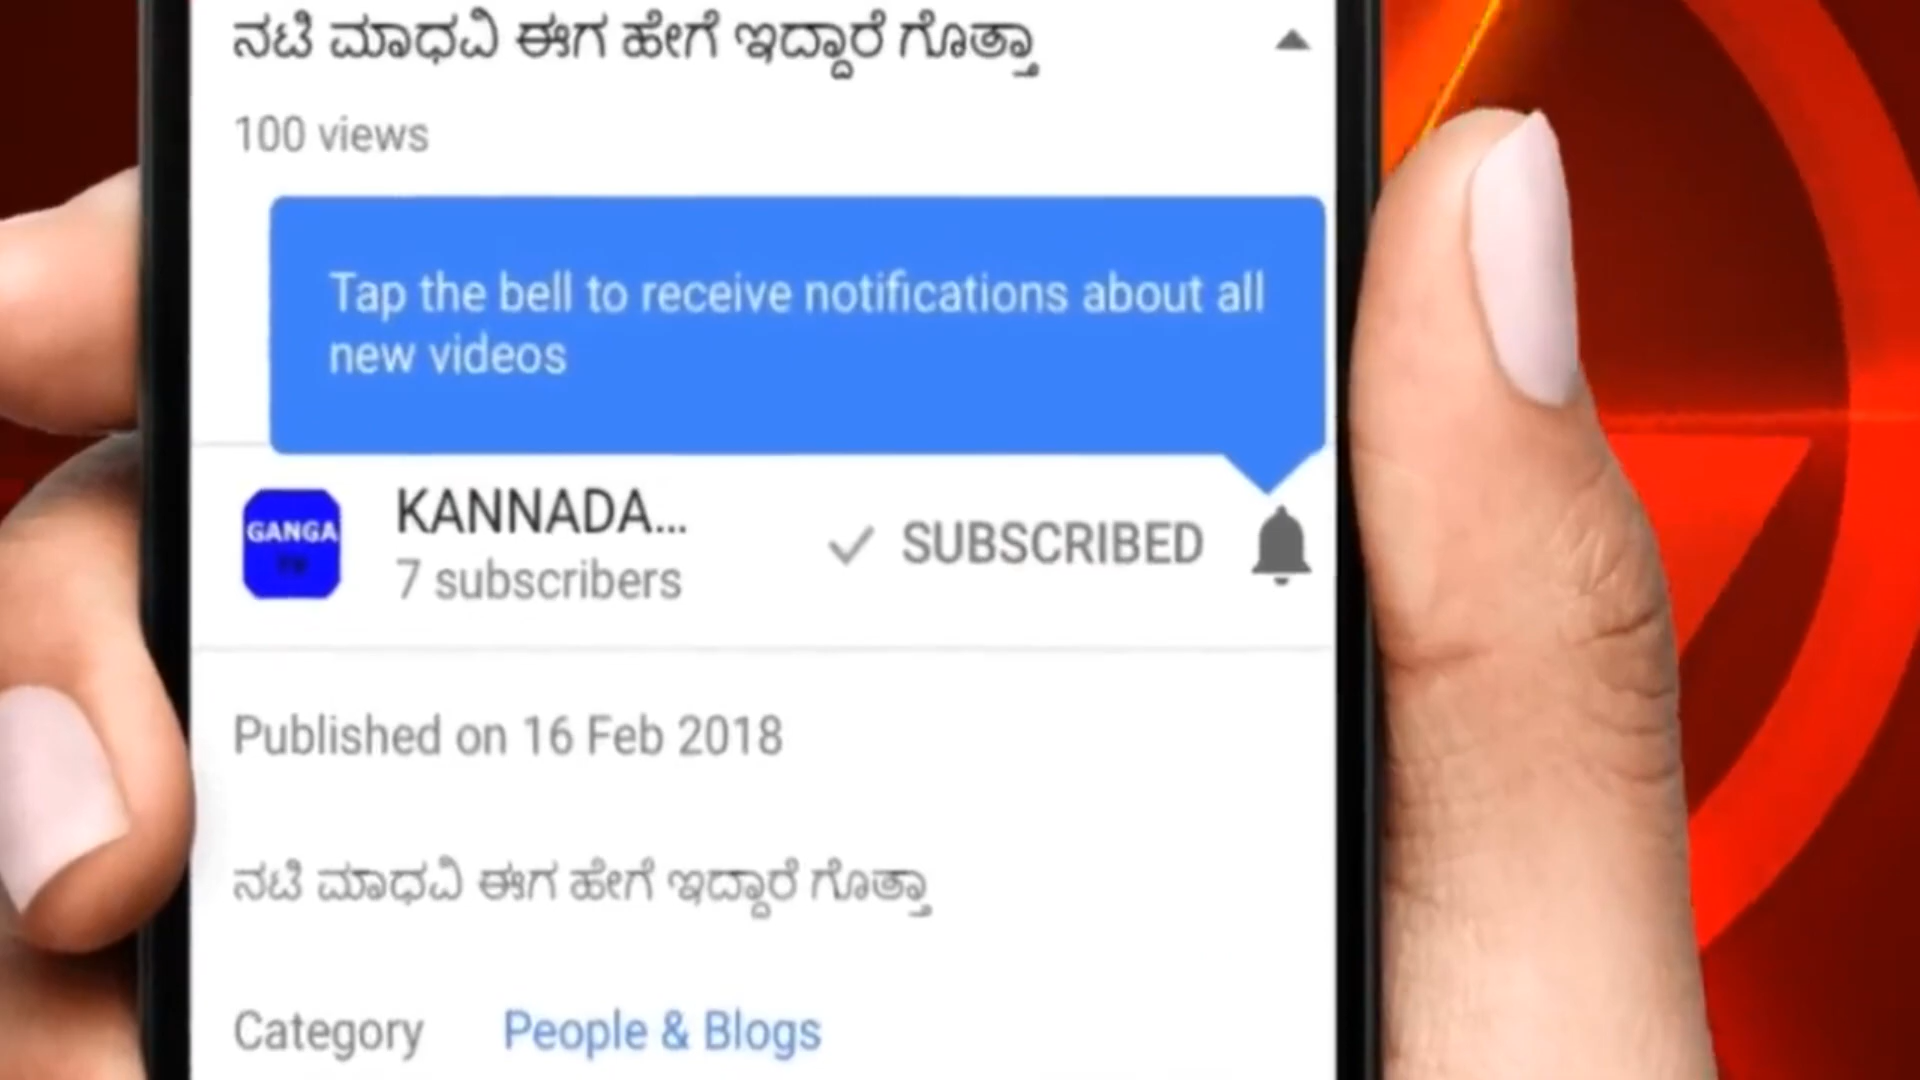 ನಟಿ ಮಾಧವಿ ಈಗ ಹೇಗೆ ಇದ್ದಾರೆ ಗೊತ್ತಾ
100 views
Tap the bell to receive notifications about all
new videos
GANGA
KANNADA...
7 subscribers
SUBSCRIBED
Published on 16 Feb 2018
ನಟಿ ಮಾಧವಿ ಈಗ ಹೇಗೆ ಇದ್ದಾರೆ ಗೊತ್ತಾ
Category People & Blogs